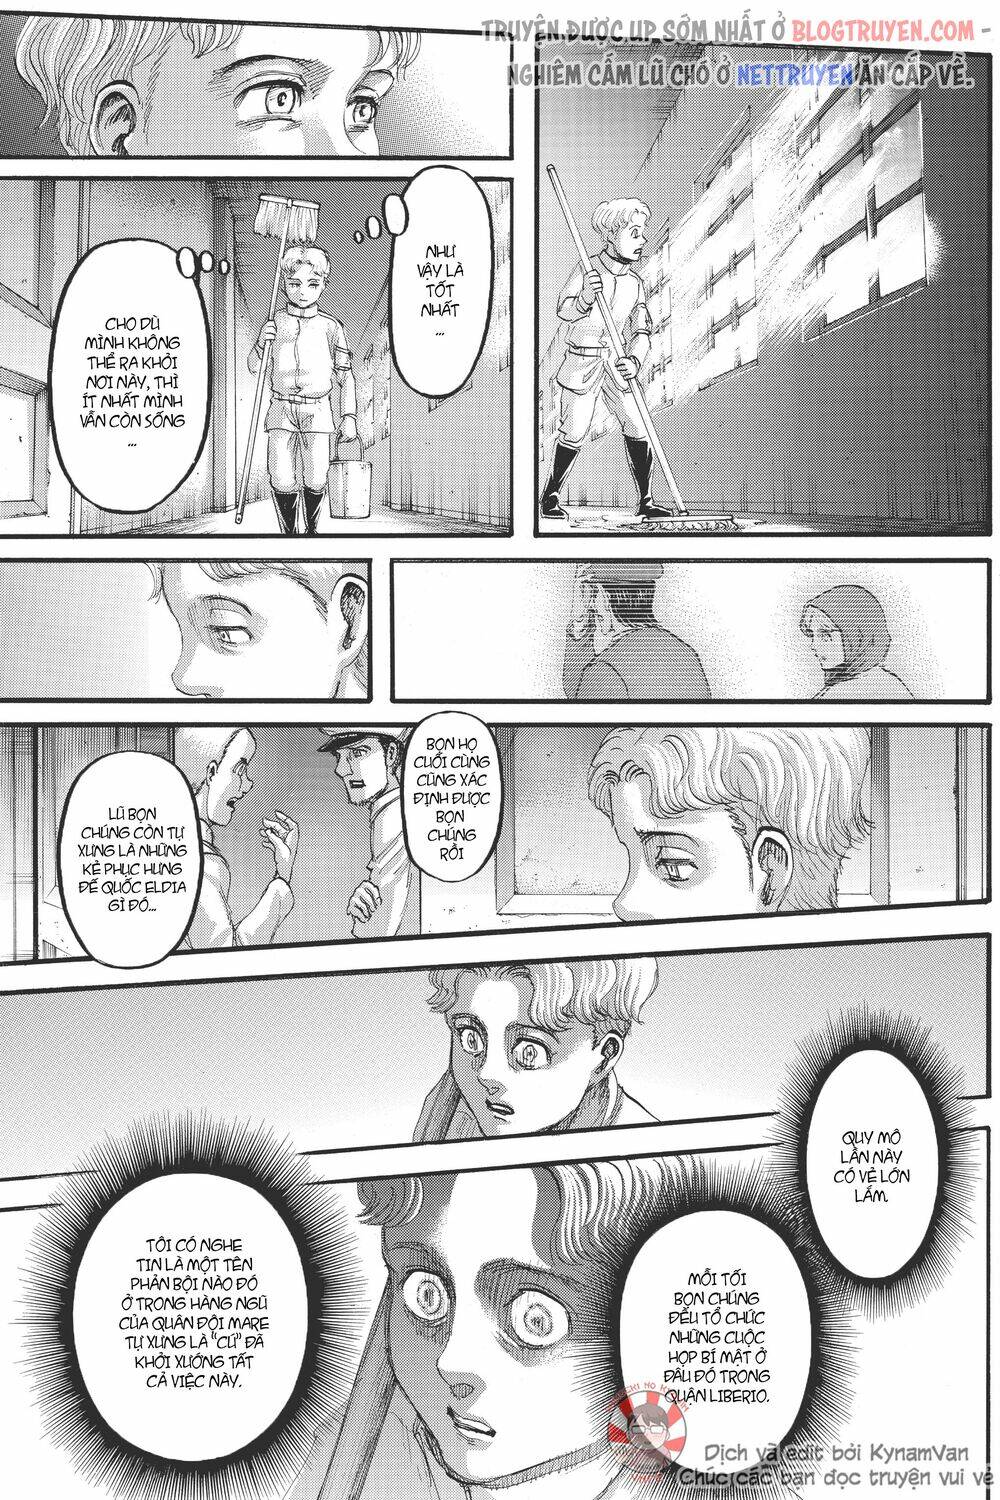 TRUYỆN ĐƯỢC UP SỚM NHẤT Ở BLOGTRUYEN.COM -
NGHIÊM CẤM LŨ CHÓ Ở NETTRUYEN ĂN CẮP VỀ.
NHƯ
VẬY LÀ
TỐT
NHẤT
...
CHO DÙ
MÌNH KHÔNG
THỂ RA KHỎI
NƠI NÀY, THÌ
ÍT NHẤT MÌNH
VẪN CÒN SỐNG
...
BỌN HỌ
CUỐI CÙNG
CŨNG XÁC
ĐỊNH ĐƯỢC
BỌN
CHÚNG
RỒI
LŨ BỌN
CHÚNG CÒN TỰ
XƯNG LÀ NHỮNG
KẺ PHỤC HƯNG
ĐẾ QUỐC ELDIA
GÌ ĐÓ...
QUY MÔ
LẦN NÀY
CÓ VẺ LỚN
LẮM.
MỖI TỐI
BỌN CHÚNG
ĐỀU TỔ CHỨC
NHỮNG CUỘC
HỌP BÍ MẬT Ở
ĐÂU ĐÓ TRONG
QUẬN LIBERIO.
TÔI CÓ NGHE
TIN LÀ MỘT TÊN
PHẢN BỘI NÀO ĐÓ
Ở TRONG HÀNG NGŨ
CỦA QUÂN ĐỘI MARE
TỰ XƯNG LÀ "CÚ" ĐÃ
KHỞI XƯỚNG TẤT
CẢ VIỆC NÀY.
Dịch và edit bởi KynamVan
Chúc các bạn đọc truyện vui vẻ